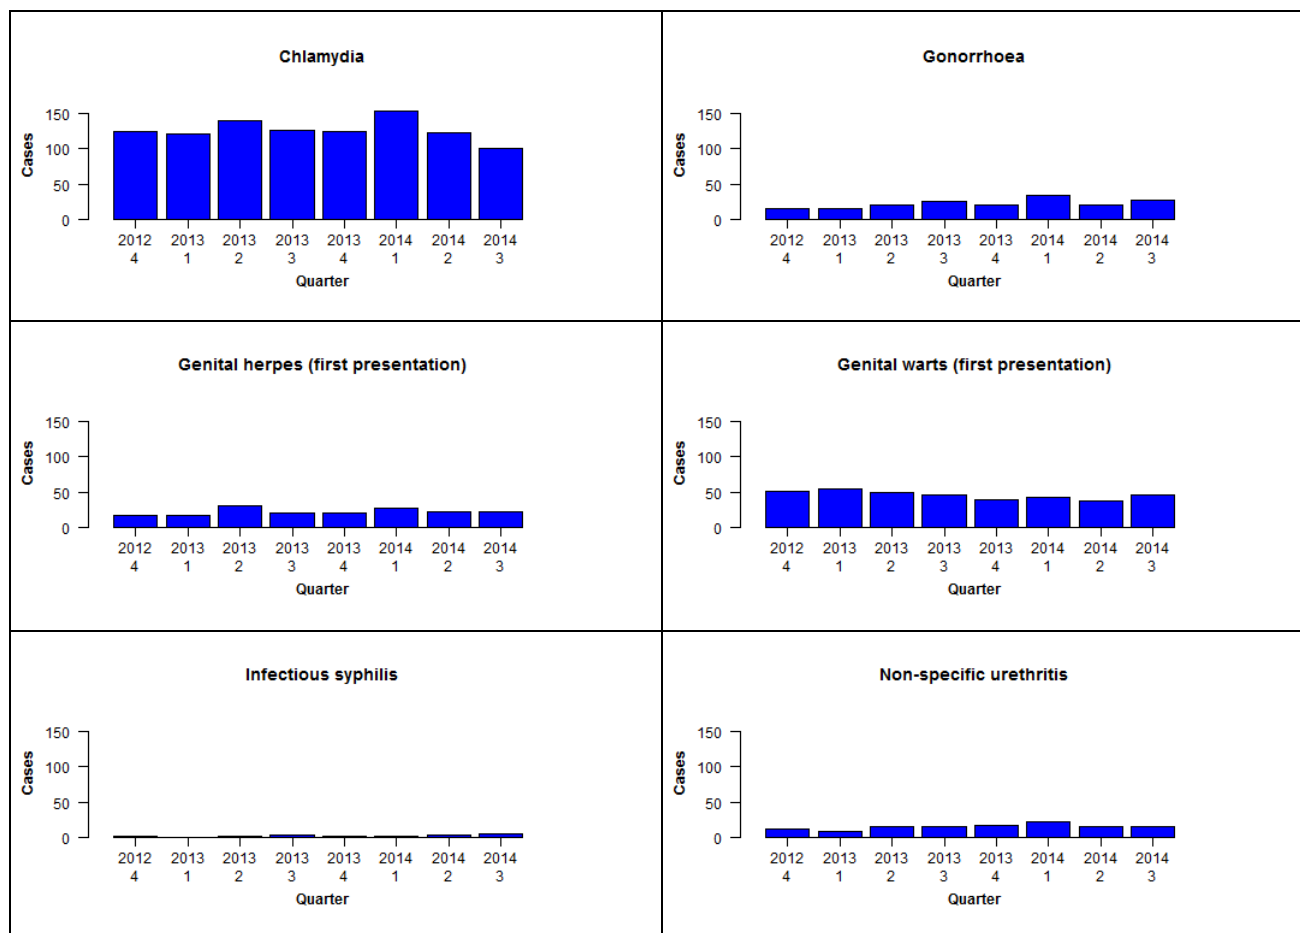 Chlamydia
150
100
50
0
Cases
2012 2013 2013 2013 2013 2014 2014 2014
4 1 2 3 4 1 2 3
Quarter
Gonorrhoea
150
100
50
0
Cases
2012 2013 2013 2013 2013 2014 2014 2014
4 1 2 3 4 1 2 3
Quarter
Genital herpes (first presentation)
150
100
50
0
Cases
2012 2013 2013 2013 2013 2014 2014 2014
4 1 2 3 4 1 2 3
Quarter
Genital warts (first presentation)
150
100
50
0
Cases
2012 2013 2013 2013 2013 2014 2014 2014
4 1 2 3 4 1 2 3
Quarter
Infectious syphilis
150
100
50
0
Cases
2012 2013 2013 2013 2013 2014 2014 2014
4 1 2 3 4 1 2 3
Quarter
Non-specific urethritis
150
100
50
0
Cases
2012 2013 2013 2013 2013 2014 2014 2014
4 1 2 3 4 1 2 3
Quarter